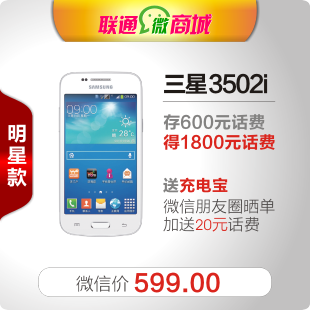 联通微商城
明星款
三星3502i
存600元话费
得1800元话费
送充电宝
微信朋友圈晒单
加送20元话费
SAMSUNG
28°
微信价 599.00